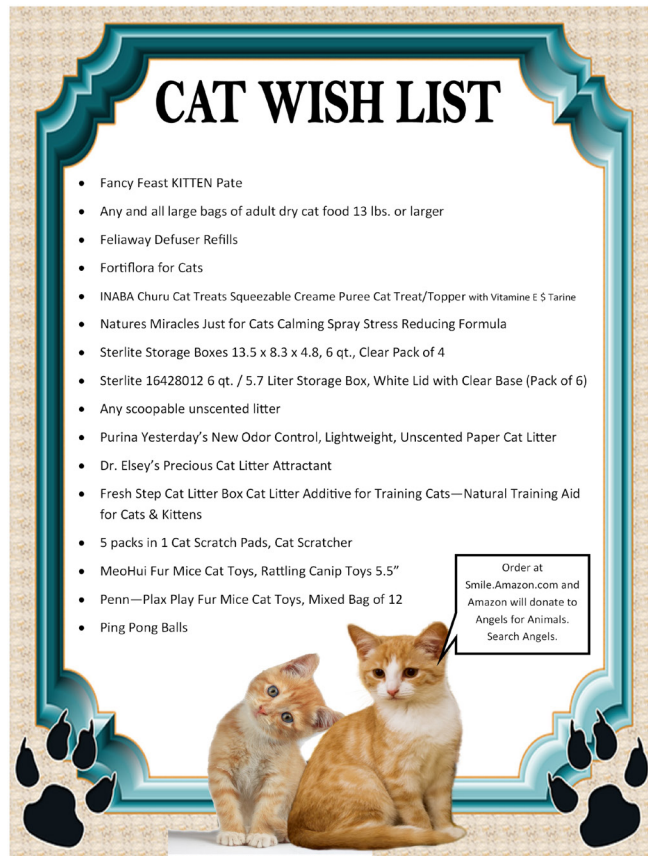 CAT WISH LIST
• Fancy Feast KITTEN Pate
• Any and all large bags of adult dry cat food 13 lbs. or larger
• Feliaway Defuser Refills
• Fortiflora for Cats
• INABA Churu Cat Treats Squeezable Creame Puree Cat Treat/Topper with Vitamine E $ Tarine
• Natures Miracles Just for Cats Calming Spray Stress Reducing Formula
• Sterlite Storage Boxes 13.5 x 8.3 x 4.8, 6 qt., Clear Pack of 4
• Sterlite 16428012 6 qt. / 5.7 Liter Storage Box, White Lid with Clear Base (Pack of 6)
• Any scoopable unscented litter
• Purina Yesterday's New Odor Control, Lightweight, Unscented Paper Cat Litter
• Dr. Elsey's Precious Cat Litter Attractant
• Fresh Step Cat Litter Box Cat Litter Additive for Training Cats—Natural Training Aid
for Cats & Kittens
• 5 packs in 1 Cat Scratch Pads, Cat Scratcher
• MeoHui Fur Mice Cat Toys, Rattling Canip Toys 5.5"
• Penn—Plax Play Fur Mice Cat Toys, Mixed Bag of 12
• Ping Pong Balls
Order at
Smile.Amazon.com and
Amazon will donate to
Angels for Animals.
Search Angels.